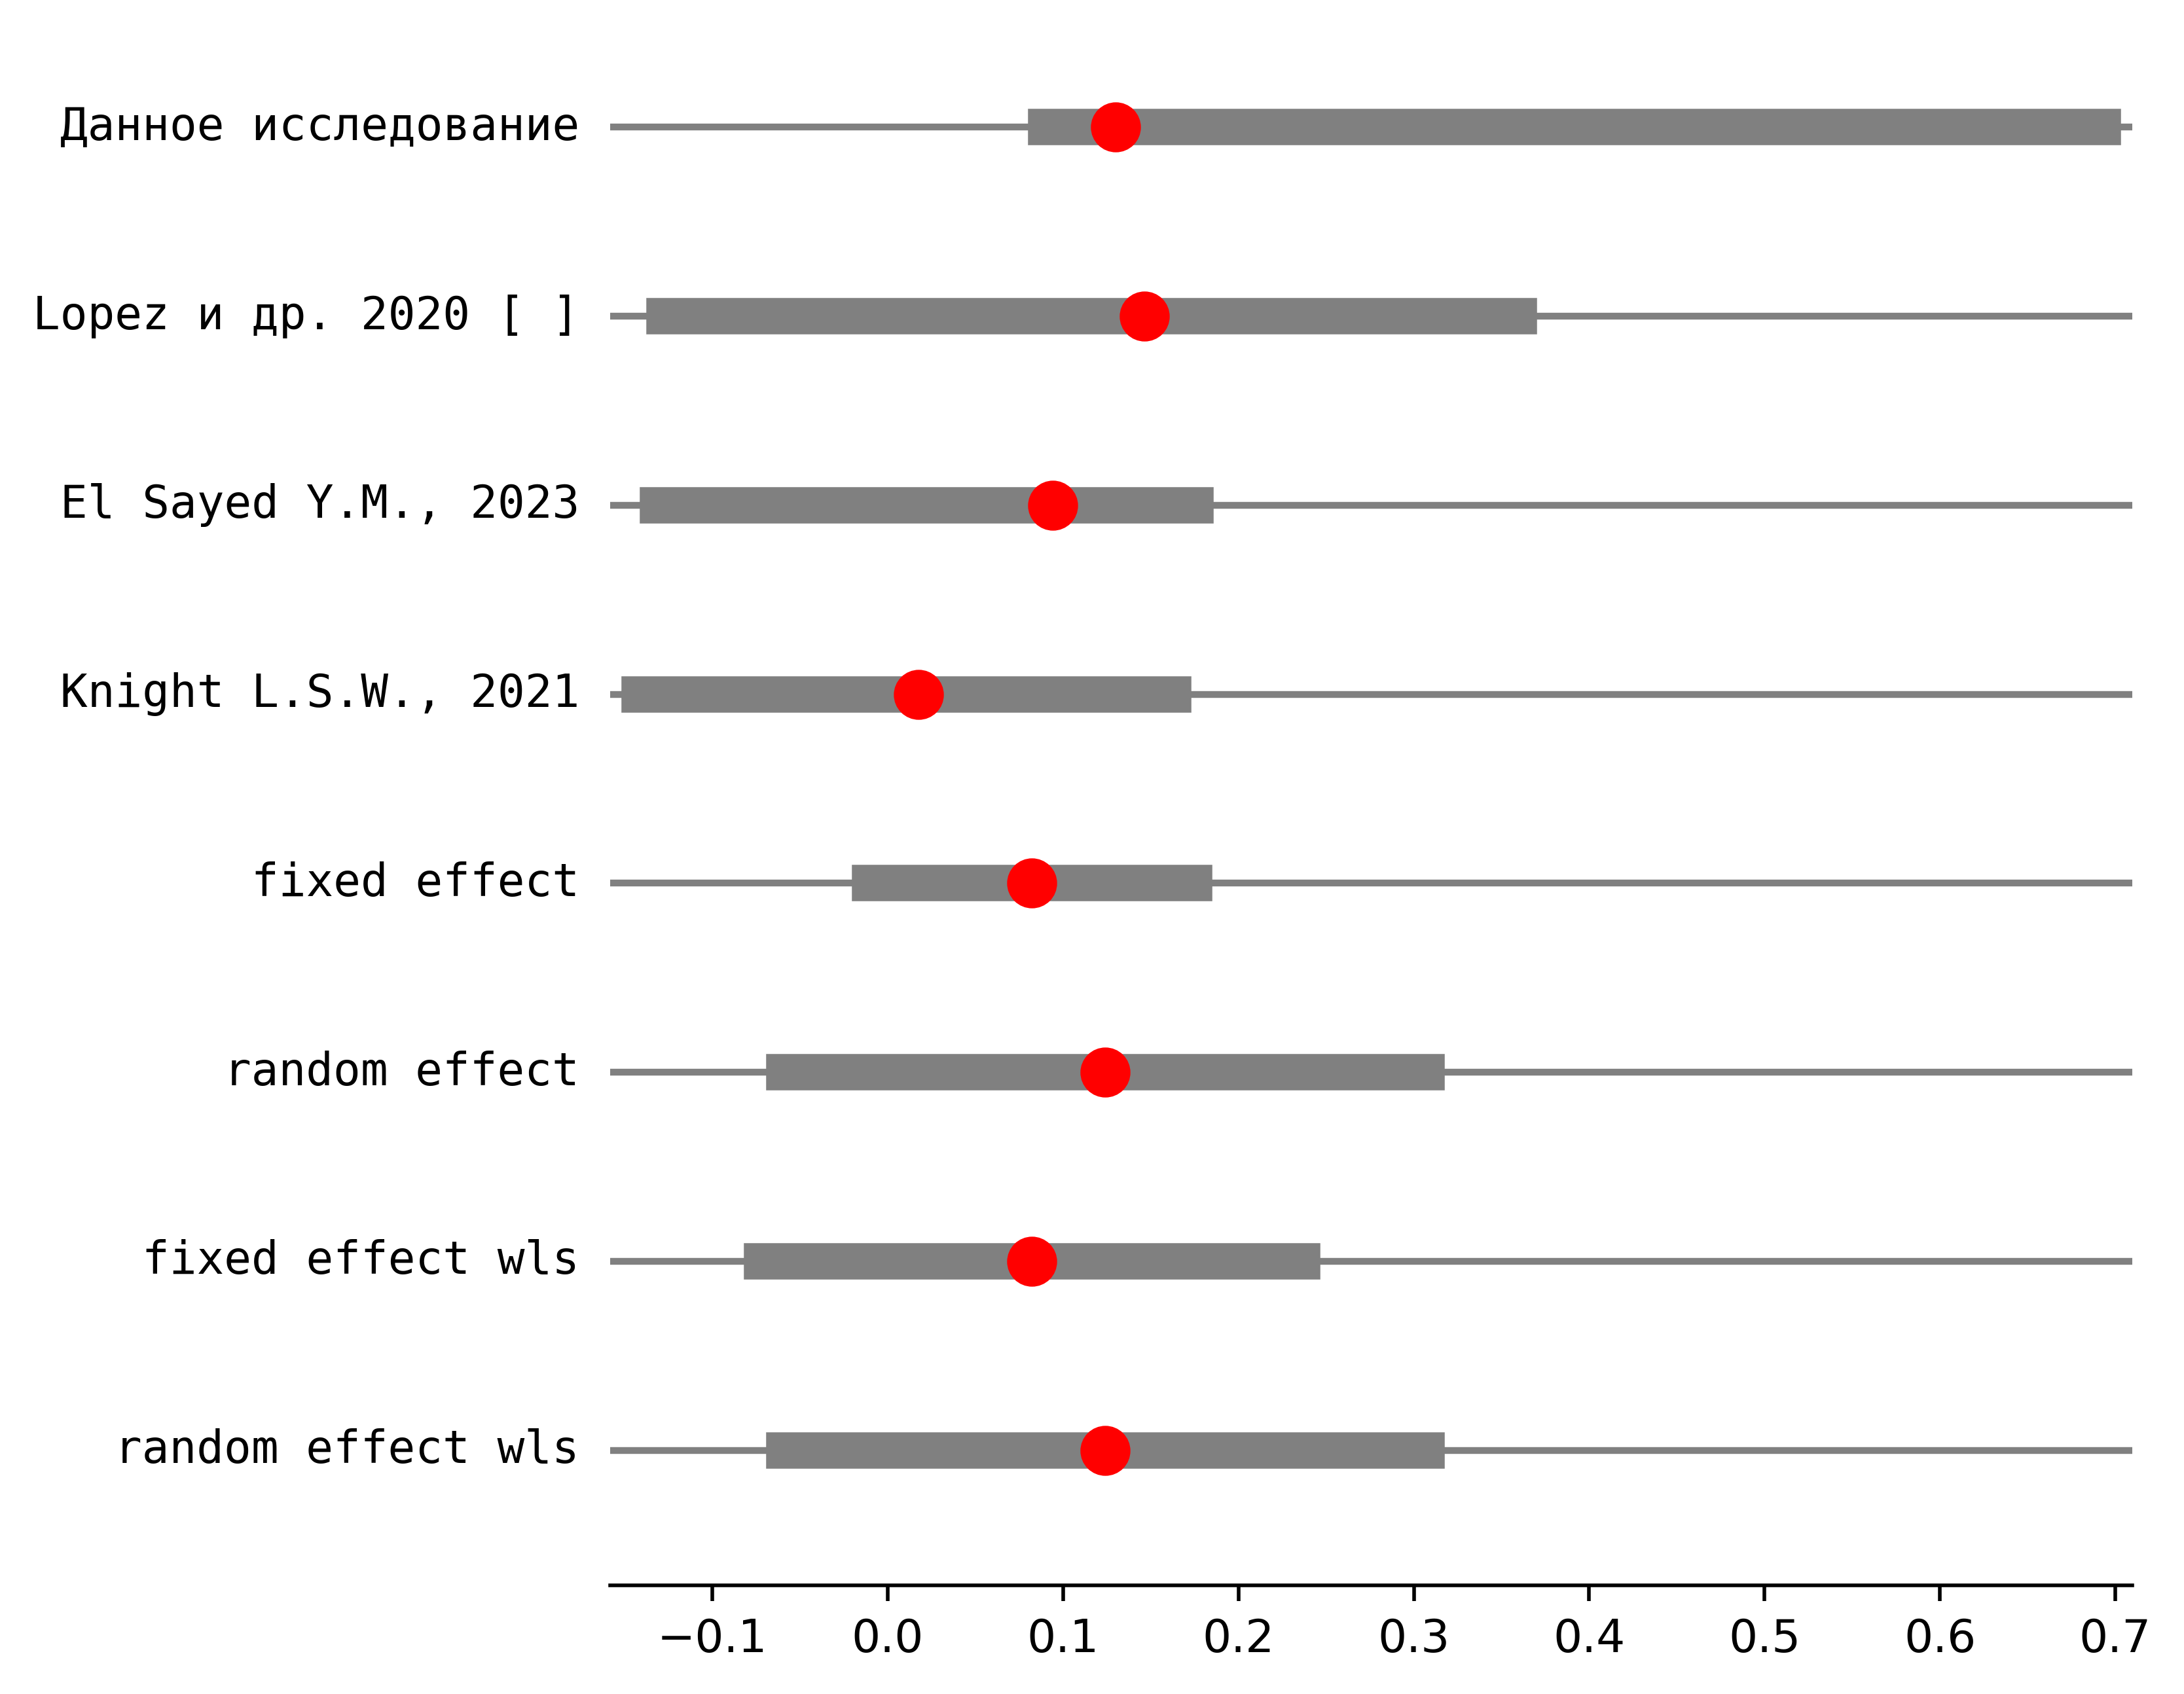 Данное исследование
Lopez и др. 2020 [ ]
El Sayed Y.M., 2023
Knight L.S.W., 2021
fixed effect
random effect
fixed effect wls
random effect wls
−0.1 0.0 0.1 0.2 0.3 0.4 0.5 0.6 0.7